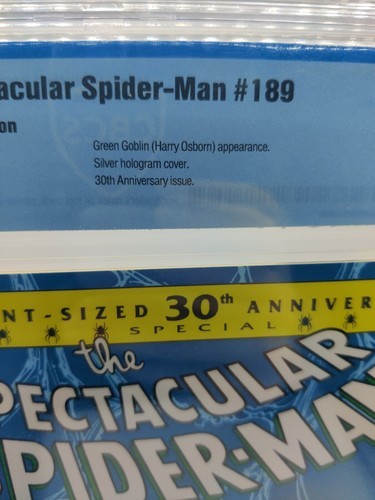 acular Spider-Man #189
on
Green Goblin (Harry Osborn) appearance.
Silver hologram cover.
30th Anniversary issue.
NT-SIZED 30th ANNIVER
SPECIAL
the
PECTACULAR
SPIDER-MA